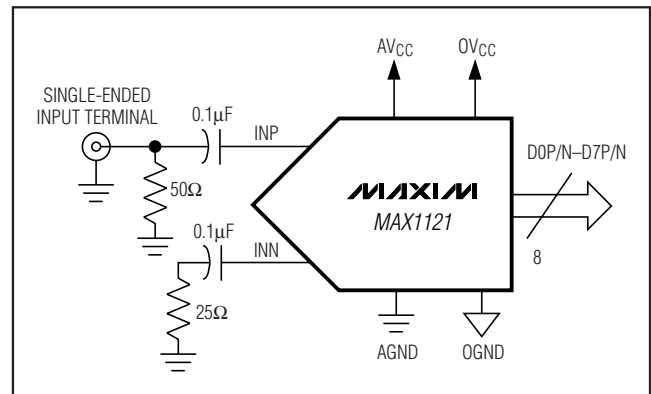 AVCC
OVCC
SINGLE-ENDED
INPUT TERMINAL
0.1µF
INP
D0P/N–D7P/N
50Ω
MAXIM
MAX1121
0.1µF
INN
8
25Ω
AGND
OGND